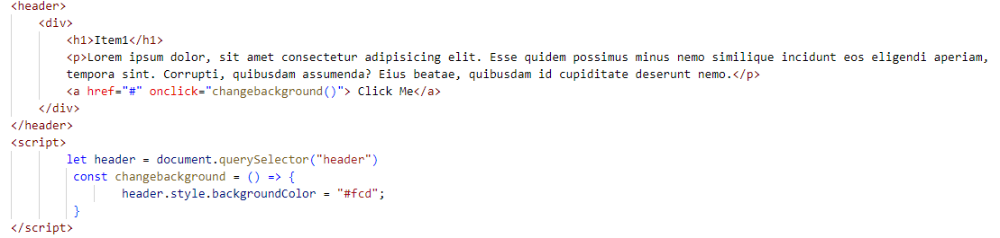 <header>
<div>
<h1>Item1</h1>
<p>Lorem ipsum dolor, sit amet consectetur adipisicing elit. Esse quidem possimus minus nemo similique incidunt eos eligendi aperiam,
tempora sint. Corrupti, quibusdam assumenda? Eius beatae, quibusdam id cupiditate deserunt nemo.</p>
<a href="#" onclick="changebackground()"> Click Me</a>
</div>
</header>
<script>
let header = document.querySelector("header")
const changebackground = () => {
header.style.backgroundColor = "#fcd";
}
</script>